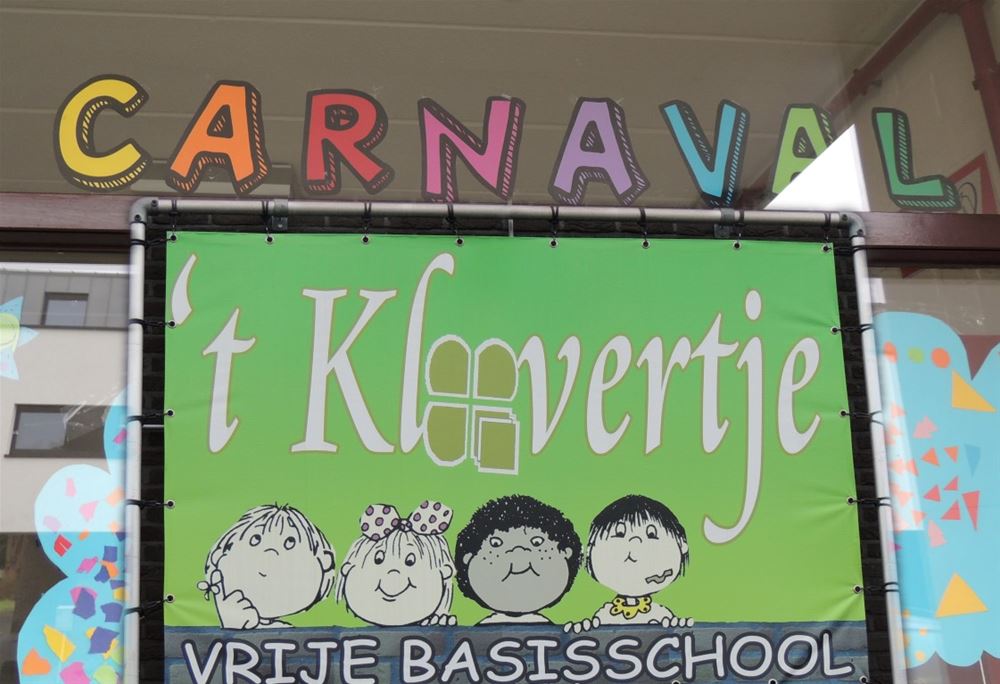 CARNAVAL
't Klavertje
VRIJE BASISSCHOOL